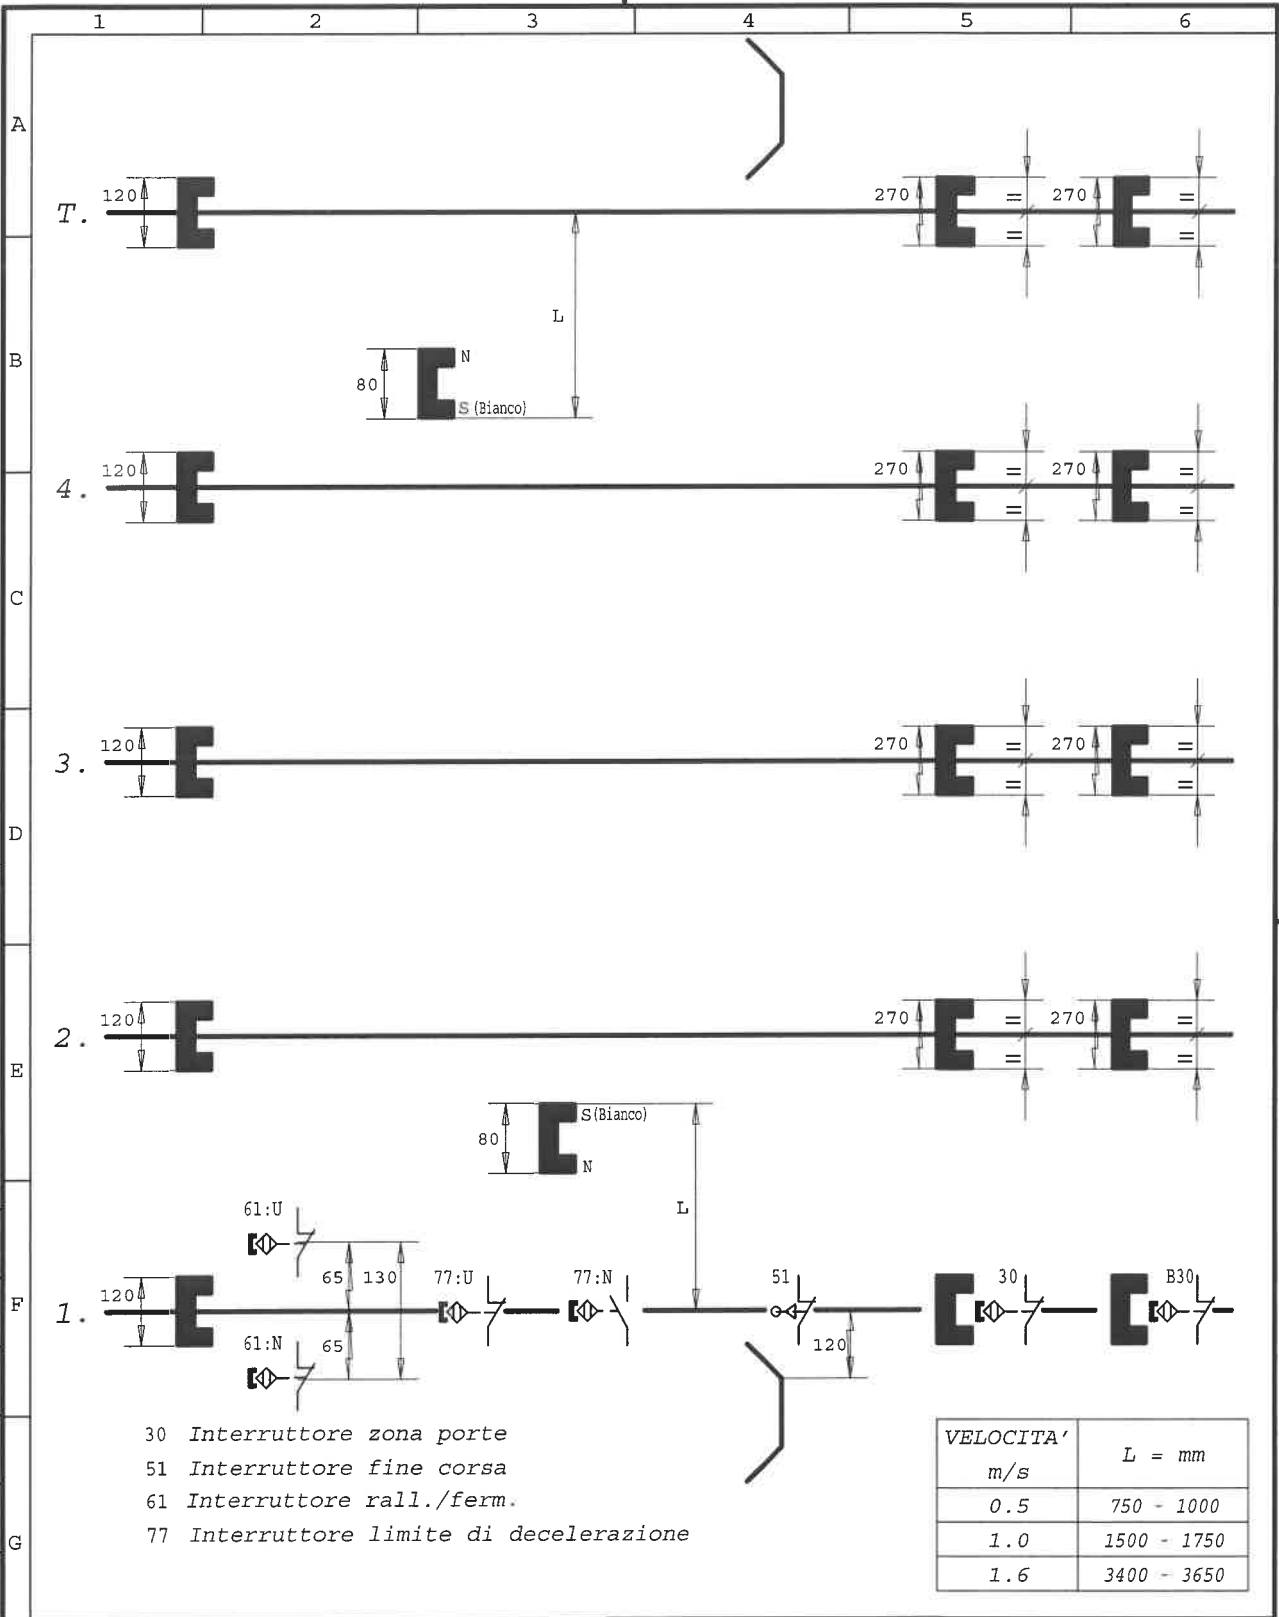 1 2 3 4 5 6
A
120 270 = 270 =
T.
= =
L
B
N
80
S (Bianco)
120 270 = 270 =
4.
= =
C
120 270 = 270 =
3.
= =
D
120 270 = 270 =
2.
= =
E
S (Bianco)
80
N
61:U
L
65 130 77:U 77:N 51 30 B30
F
120
1.
61:N 65 120
30 Interruttore zona porte
51 Interruttore fine corsa
61 Interruttore rall./ferm.
77 Interruttore limite di decelerazione
G
VELOCITA' m/s L = mm
0.5 750 - 1000
1.0 1500 - 1750
1.6 3400 - 3650